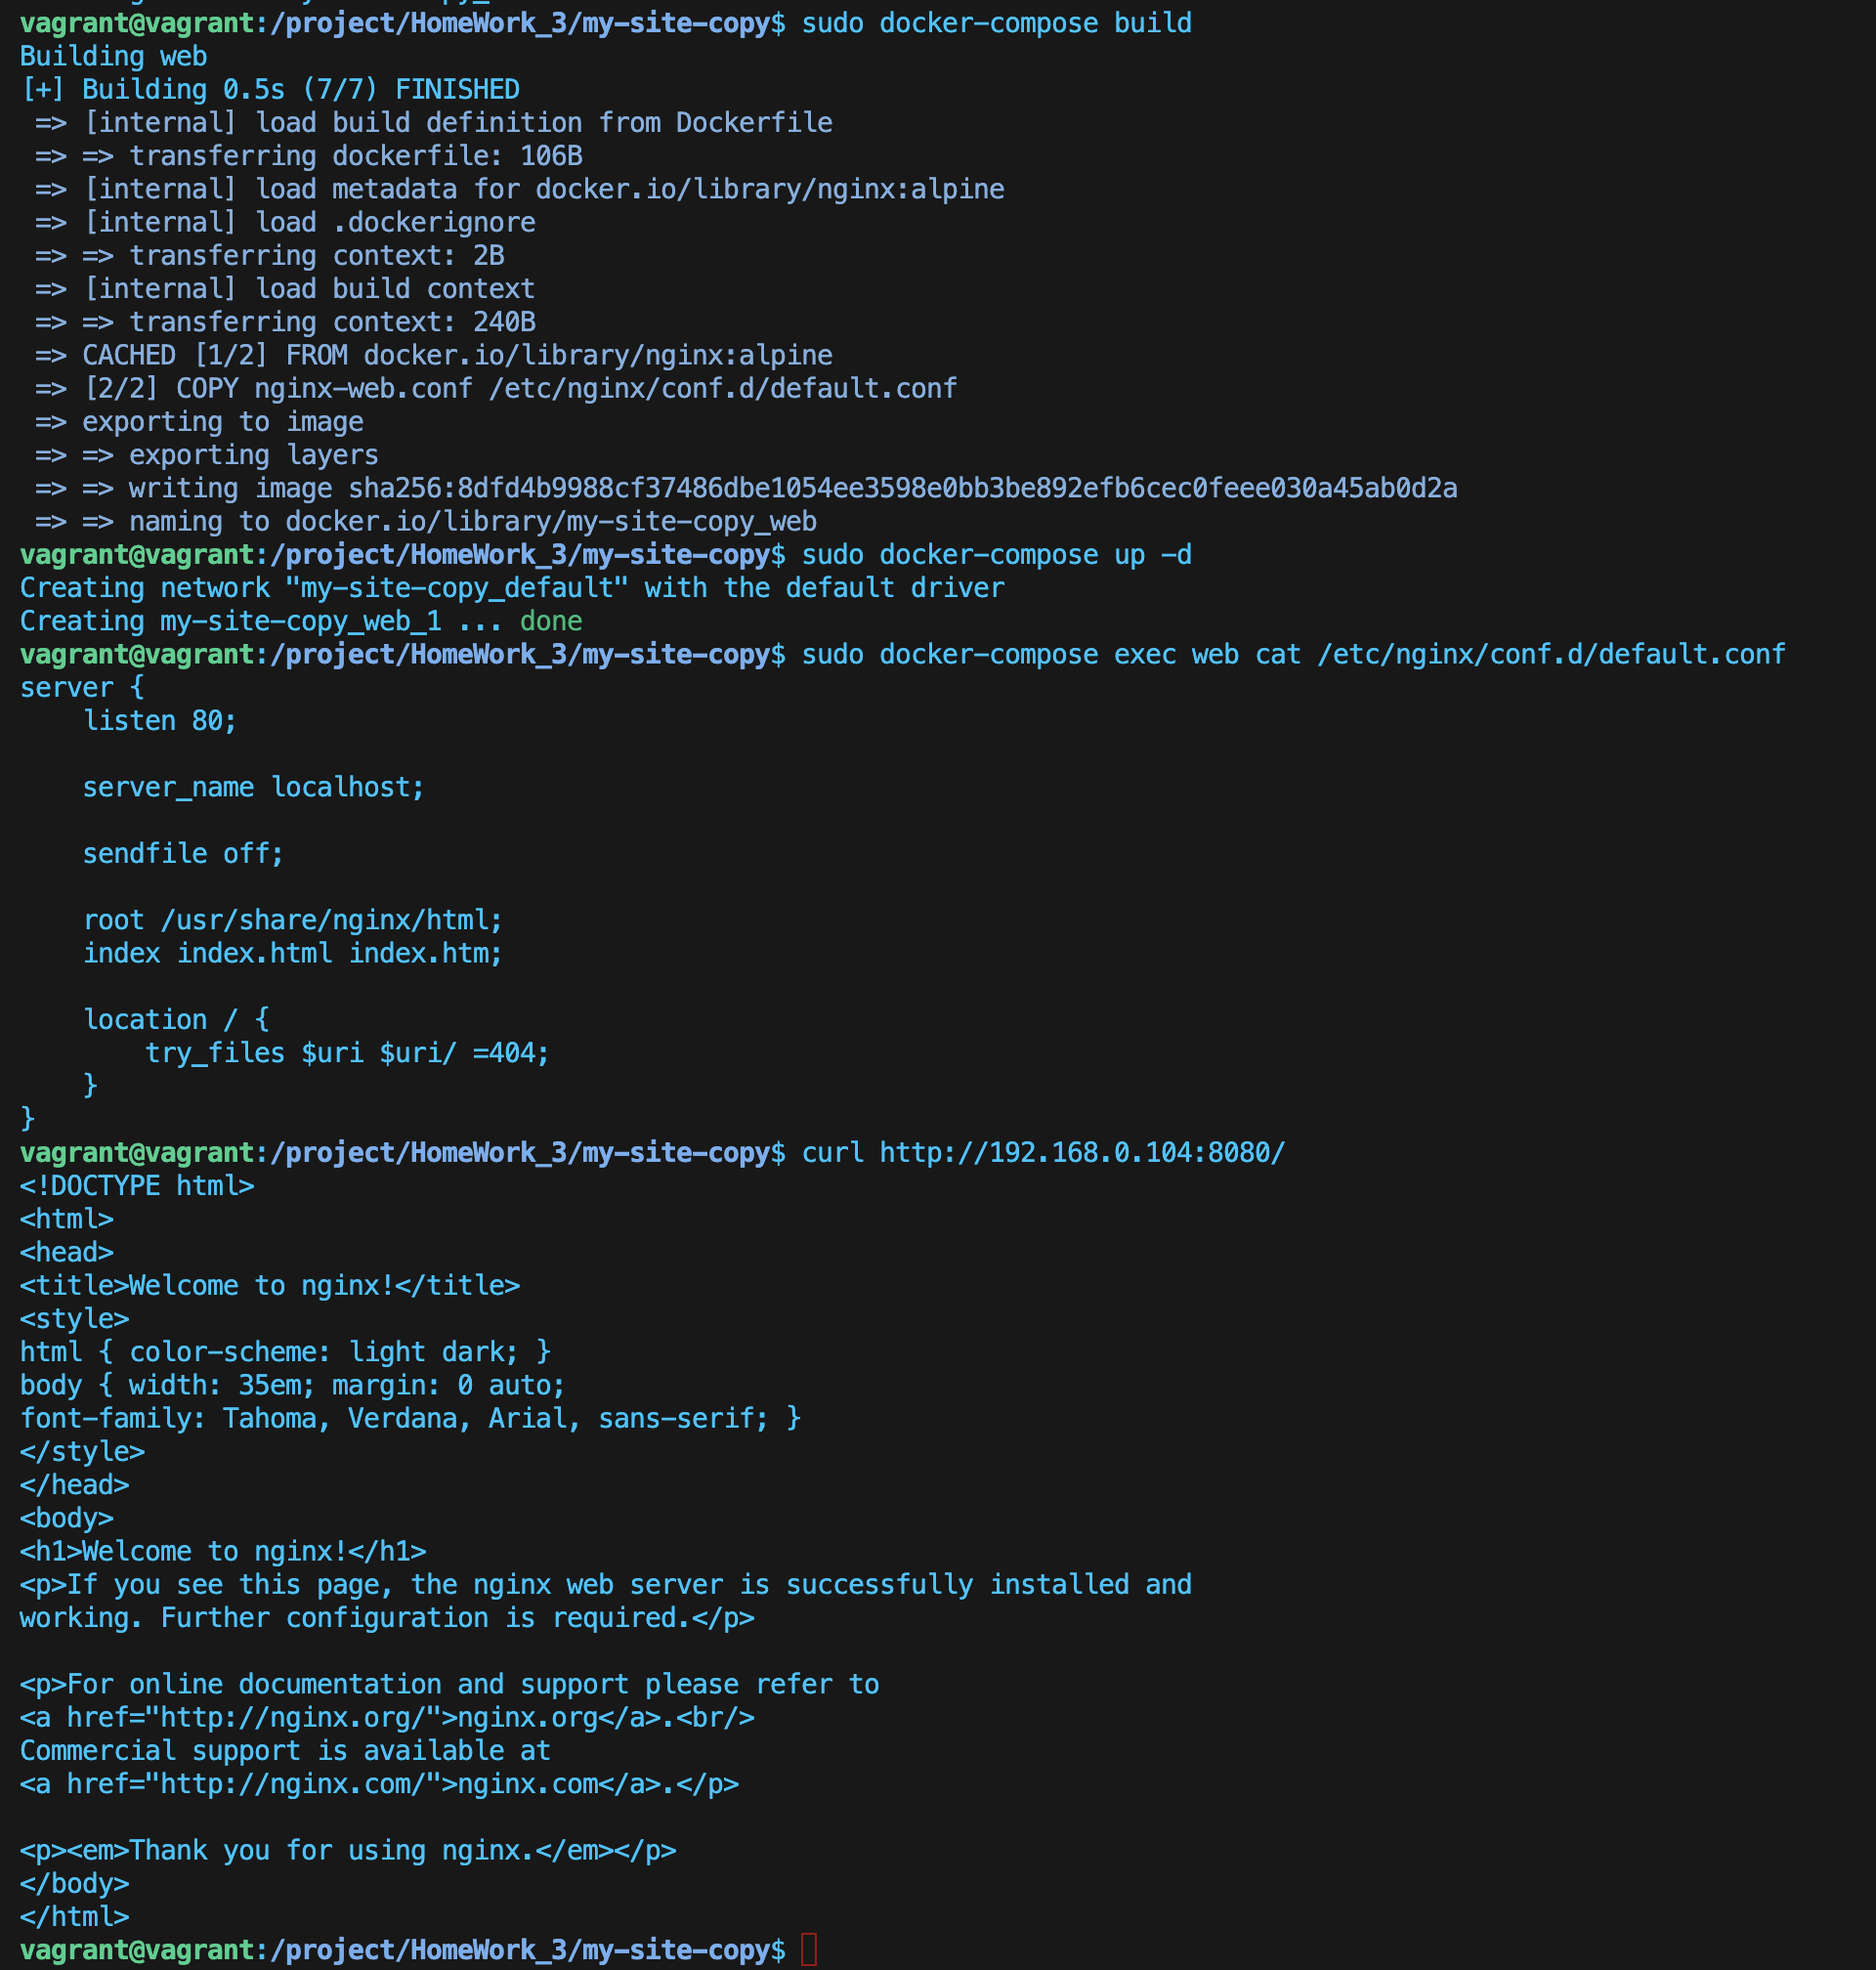 vagrant@vagrant:/project/HomeWork_3/my-site-copy$ sudo docker-compose build
Building web
[+] Building 0.5s (7/7) FINISHED
 => [internal] load build definition from Dockerfile
 => => transferring dockerfile: 106B
 => [internal] load metadata for docker.io/library/nginx:alpine
 => [internal] load .dockerignore
 => => transferring context: 2B
 => [internal] load build context
 => => transferring context: 240B
 => CACHED [1/2] FROM docker.io/library/nginx:alpine
 => [2/2] COPY nginx-web.conf /etc/nginx/conf.d/default.conf
 => exporting to image
 => => exporting layers
 => => writing image sha256:8dfd4b9988cf37486dbe1054ee3598e0bb3be892efb6cec0feee030a45ab0d2a
 => => naming to docker.io/library/my-site-copy_web
vagrant@vagrant:/project/HomeWork_3/my-site-copy$ sudo docker-compose up -d
Creating network "my-site-copy_default" with the default driver
Creating my-site-copy_web_1 ... done
vagrant@vagrant:/project/HomeWork_3/my-site-copy$ sudo docker-compose exec web cat /etc/nginx/conf.d/default.conf
server {
    listen 80;

    server_name localhost;

    sendfile off;

    root /usr/share/nginx/html;
    index index.html index.htm;

    location / {
        try_files $uri $uri/ =404;
    }
}
vagrant@vagrant:/project/HomeWork_3/my-site-copy$ curl http://192.168.0.104:8080/
<!DOCTYPE html>
<html>
<head>
<title>Welcome to nginx!</title>
<style>
html { color-scheme: light dark; }
body { width: 35em; margin: 0 auto;
font-family: Tahoma, Verdana, Arial, sans-serif; }
</style>
</head>
<body>
<h1>Welcome to nginx!</h1>
<p>If you see this page, the nginx web server is successfully installed and
working. Further configuration is required.</p>

<p>For online documentation and support please refer to
<a href="http://nginx.org/">nginx.org</a>.<br/>
Commercial support is available at
<a href="http://nginx.com/">nginx.com</a>.</p>

<p><em>Thank you for using nginx.</em></p>
</body>
</html>
vagrant@vagrant:/project/HomeWork_3/my-site-copy$